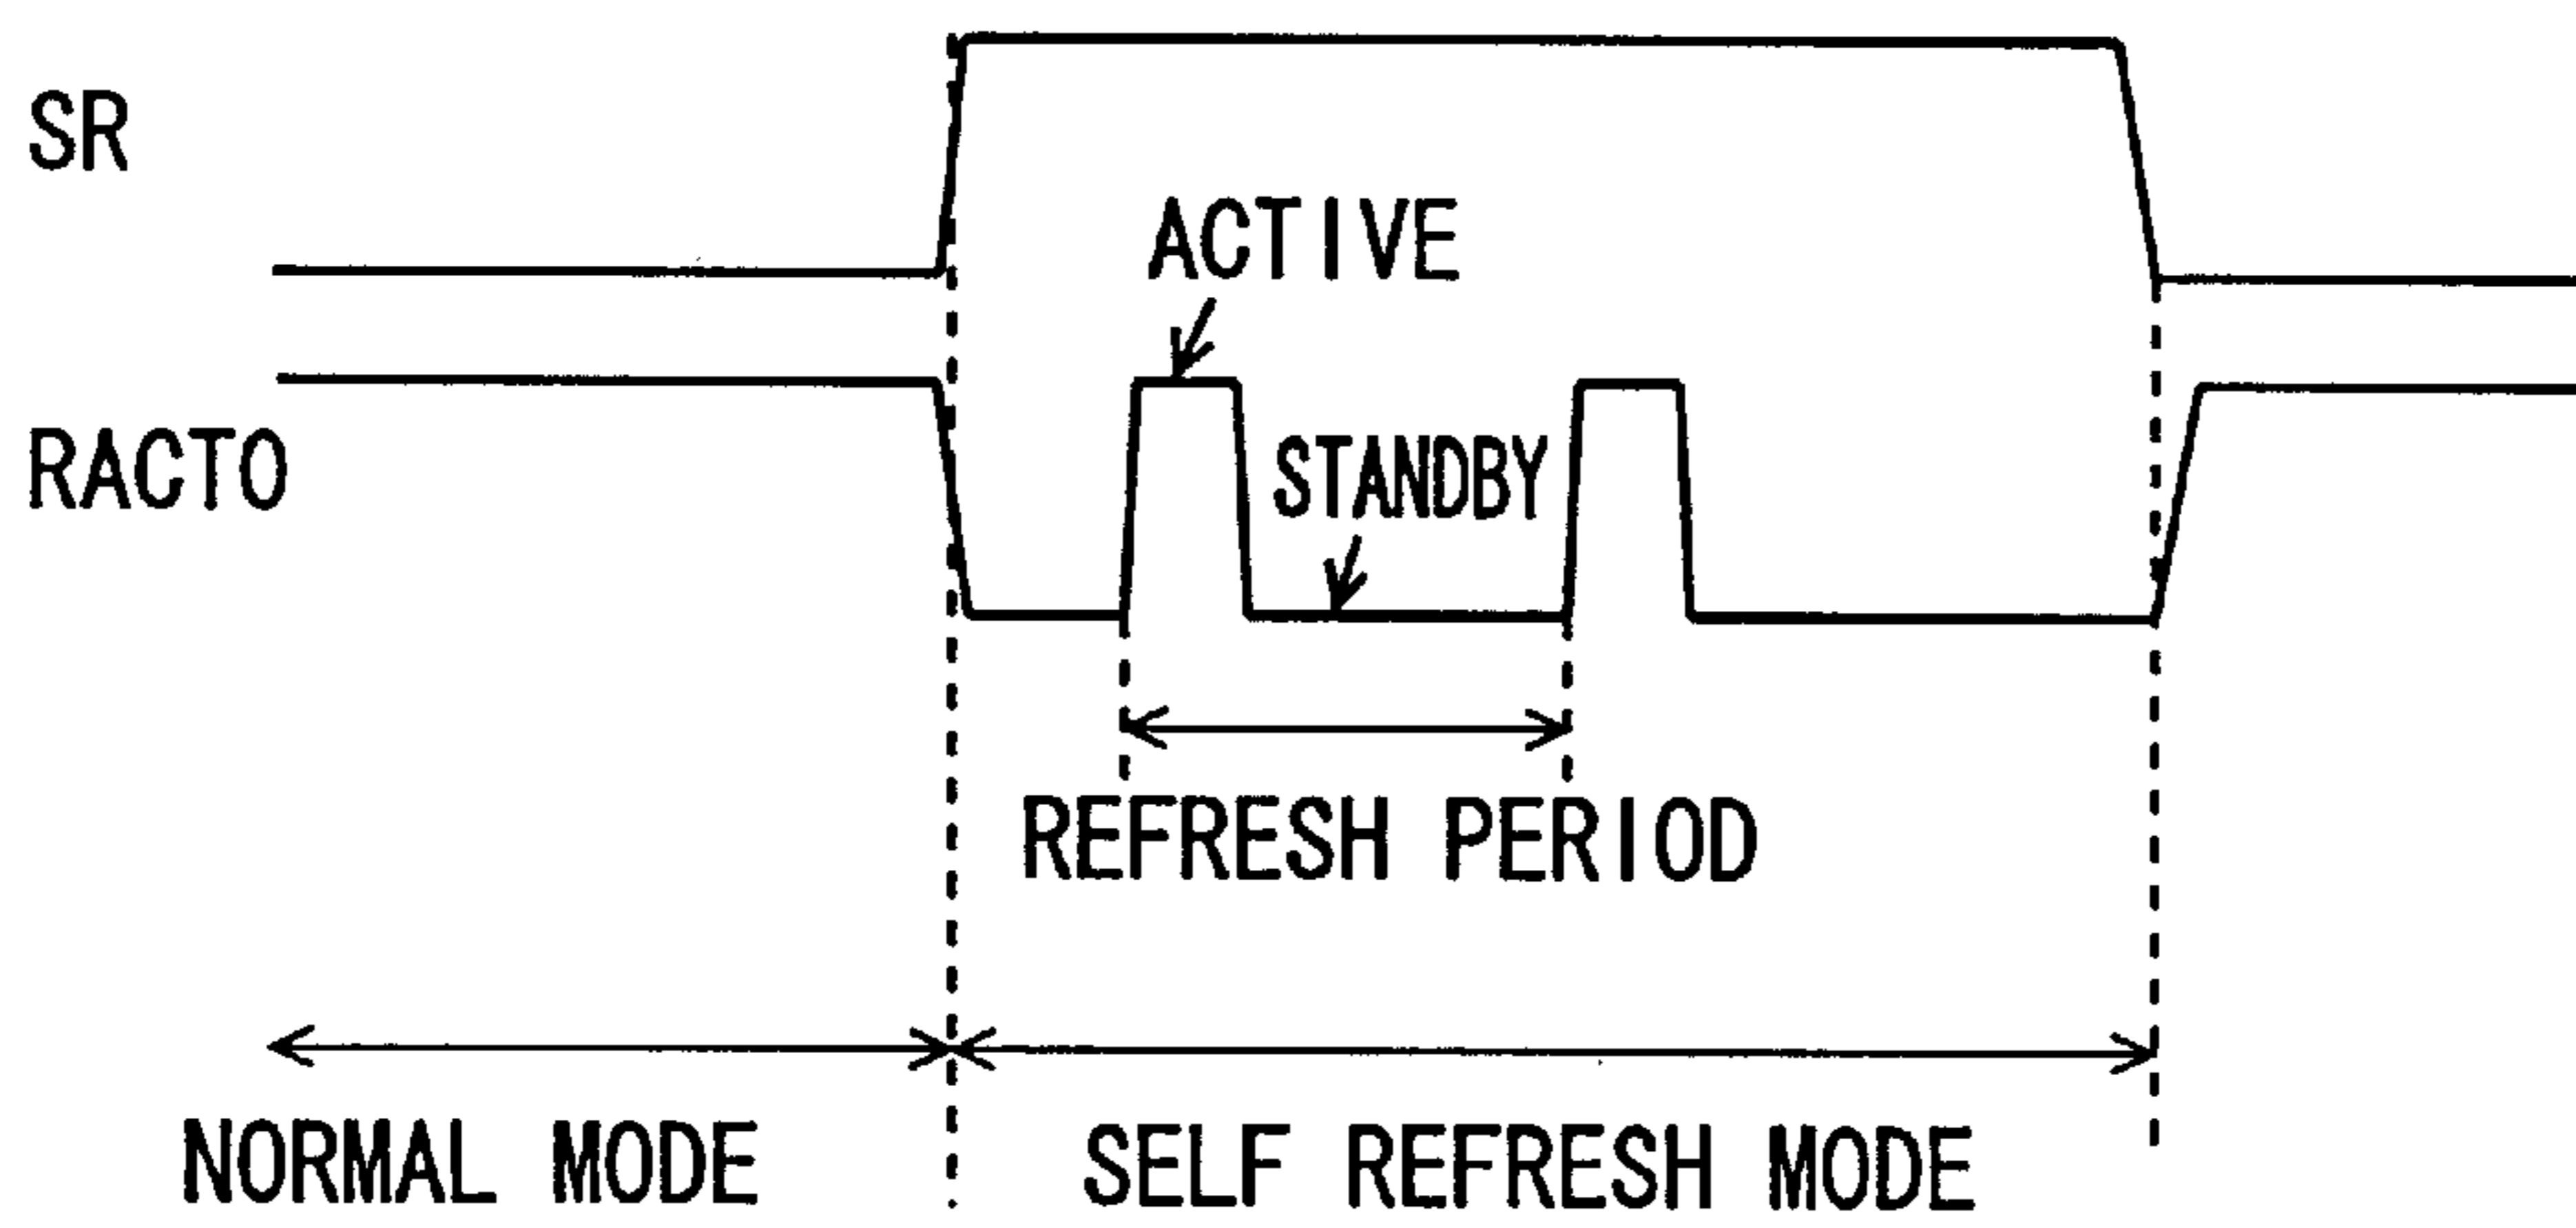 SR
ACTIVE
RACTO
STANDBY
REFRESH PERIOD
NORMAL MODE
SELF REFRESH MODE